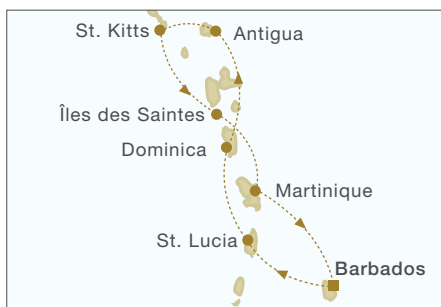 St. Kitts
Antigua
Îles des Saintes
Dominica
Martinique
St. Lucia
Barbados